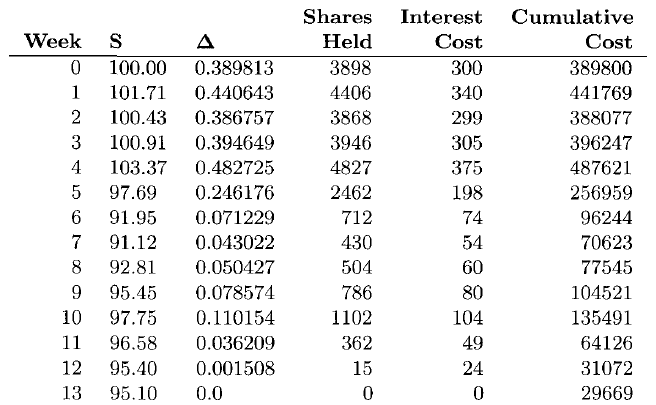 Shares Interest Cumulative
Week S Δ Held Cost Cost
0 100.00 0.389813 3898 300 389800
1 101.71 0.440643 4406 340 441769
2 100.43 0.386757 3868 299 388077
3 100.91 0.394649 3946 305 396247
4 103.37 0.482725 4827 375 487621
5 97.69 0.246176 2462 198 256959
6 91.95 0.071229 712 74 96244
7 91.12 0.043022 430 54 70623
8 92.81 0.050427 504 60 77545
9 95.45 0.078574 786 80 104521
10 97.75 0.110154 1102 104 135491
11 96.58 0.036209 362 49 64126
12 95.40 0.001508 15 24 31072
13 95.10 0.0 0 0 29669